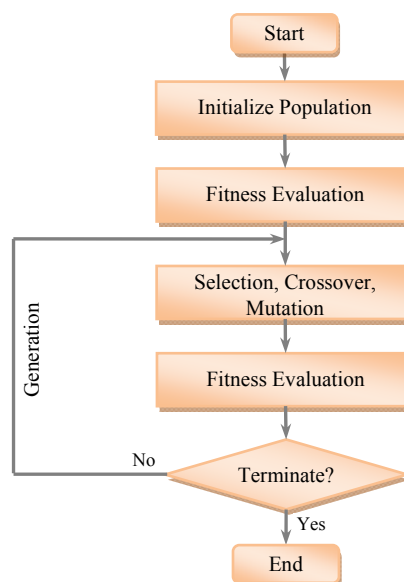 Start
Initialize Population
Fitness Evaluation
Selection, Crossover,
Mutation
Generation
Fitness Evaluation
No
Terminate?
Yes
End